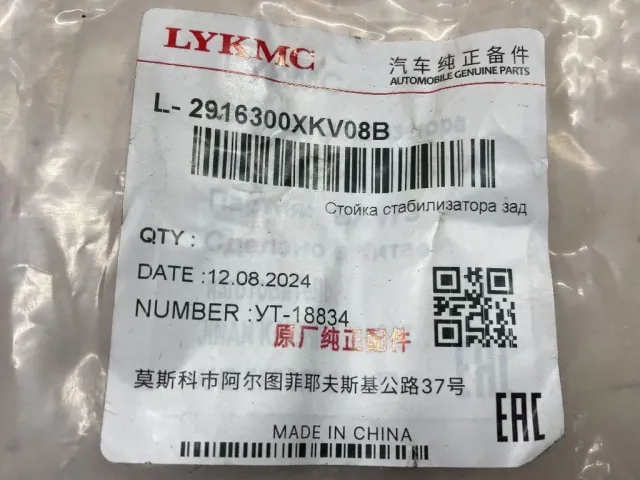 LYKMC
汽车纯正备件
AUTOMOBILE GENUINE PARTS
L- 2916300XKV08B
Стойка стабилизатора зад
QTY :
DATE :12.08.2024
NUMBER :УТ-18834
原厂纯正配件
莫斯科市阿尔图菲耶夫斯基公路37号
EAC
MADE IN CHINA